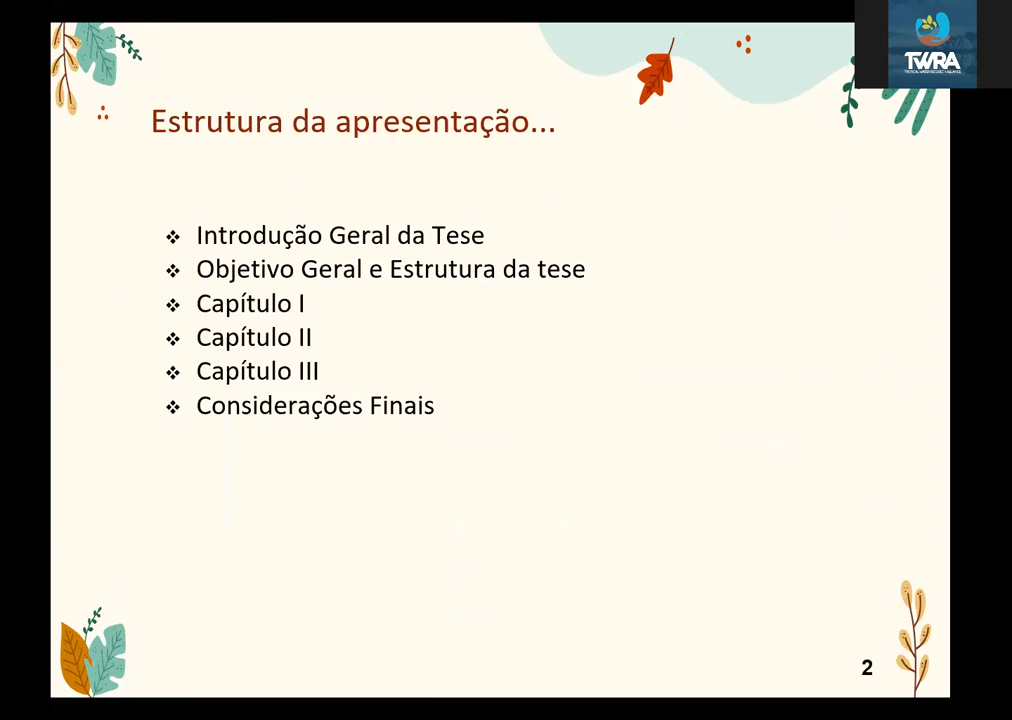 TWRA
Estrutura da apresentação...
❖ Introdução Geral da Tese
❖ Objetivo Geral e Estrutura da tese
❖ Capítulo I
❖ Capítulo II
❖ Capítulo III
❖ Considerações Finais
2